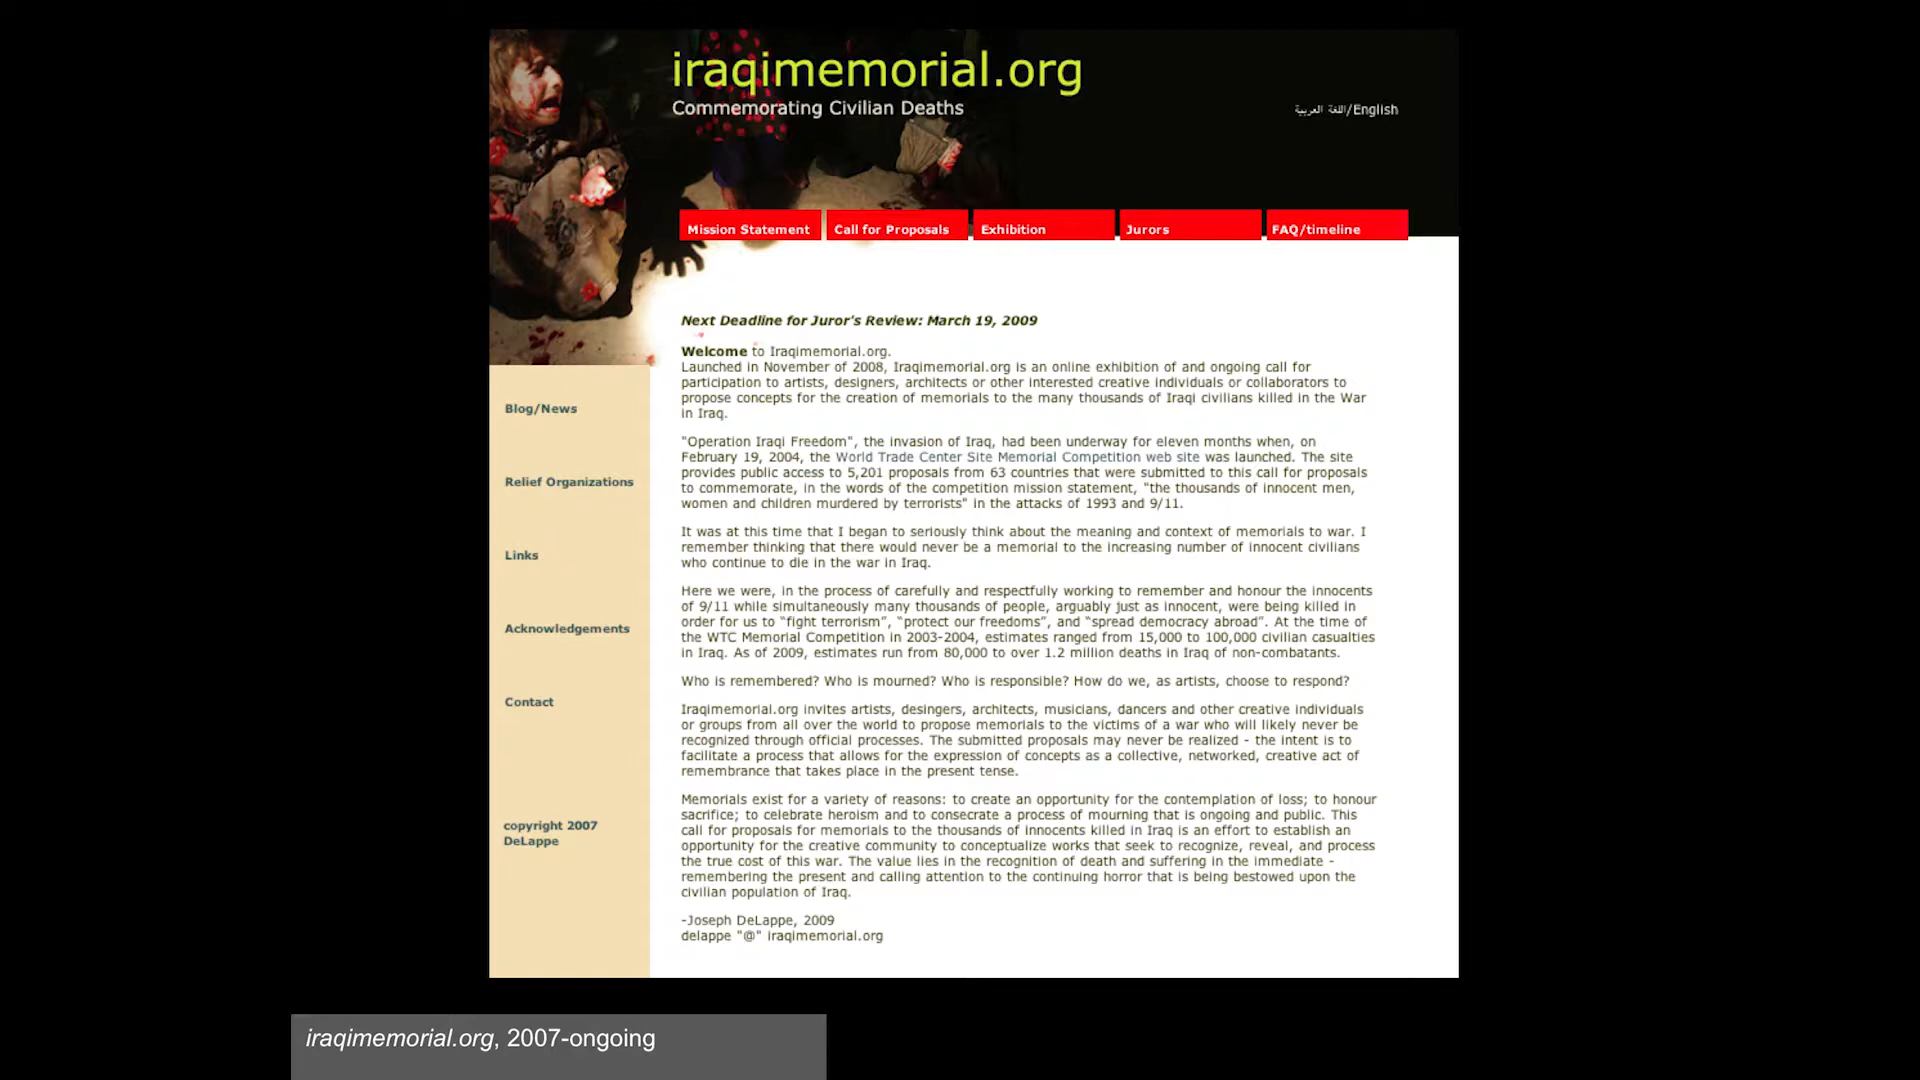 iraqimemorial.org
Commemorating Civilian Deaths
اللغة العربية/English
Mission Statement
Call for Proposals
Exhibition
Jurors
FAQ/timeline
Blog/News
Relief Organizations
Links
Acknowledgements
Contact
copyright 2007
DeLappe
Next Deadline for Juror's Review: March 19, 2009
Welcome to Iraqimemorial.org.
Launched in November of 2008, Iraqimemorial.org is an online exhibition of and ongoing call for
participation to artists, designers, architects or other interested creative individuals or collaborators to
propose concepts for the creation of memorials to the many thousands of Iraqi civilians killed in the War
in Iraq.
"Operation Iraqi Freedom", the invasion of Iraq, had been underway for eleven months when, on
February 19, 2004, the World Trade Center Site Memorial Competition web site was launched. The site
provides public access to 5,201 proposals from 63 countries that were submitted to this call for proposals
to commemorate, in the words of the competition mission statement, "the thousands of innocent men,
women and children murdered by terrorists" in the attacks of 1993 and 9/11.
It was at this time that I began to seriously think about the meaning and context of memorials to war. I
remember thinking that there would never be a memorial to the increasing number of innocent civilians
who continue to die in the war in Iraq.
Here we were, in the process of carefully and respectfully working to remember and honour the innocents
of 9/11 while simultaneously many thousands of people, arguably just as innocent, were being killed in
order for us to “fight terrorism”, “protect our freedoms”, and “spread democracy abroad”. At the time of
the WTC Memorial Competition in 2003-2004, estimates ranged from 15,000 to 100,000 civilian casualties
in Iraq. As of 2009, estimates run from 80,000 to over 1.2 million deaths in Iraq of non-combatants.
Who is remembered? Who is mourned? Who is responsible? How do we, as artists, choose to respond?
Iraqimemorial.org invites artists, desingers, architects, musicians, dancers and other creative individuals
or groups from all over the world to propose memorials to the victims of a war who will likely never be
recognized through official processes. The submitted proposals may never be realized - the intent is to
facilitate a process that allows for the expression of concepts as a collective, networked, creative act of
remembrance that takes place in the present tense.
Memorials exist for a variety of reasons: to create an opportunity for the contemplation of loss; to honour
sacrifice; to celebrate heroism and to consecrate a process of mourning that is ongoing and public. This
call for proposals for memorials to the thousands of innocents killed in Iraq is an effort to establish an
opportunity for the creative community to conceptualize works that seek to recognize, reveal, and process
the true cost of this war. The value lies in the recognition of death and suffering in the immediate -
remembering the present and calling attention to the continuing horror that is being bestowed upon the
civilian population of Iraq.
-Joseph DeLappe, 2009
delappe "@" iraqimemorial.org
iraqimemorial.org, 2007-ongoing